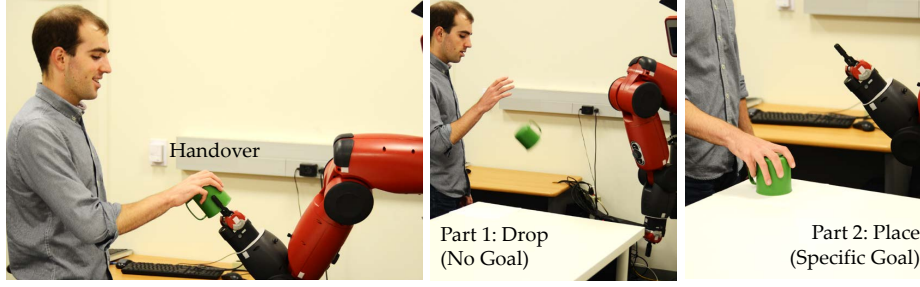 Handover
Part 1: Drop
(No Goal)
Part 2: Place
(Specific Goal)